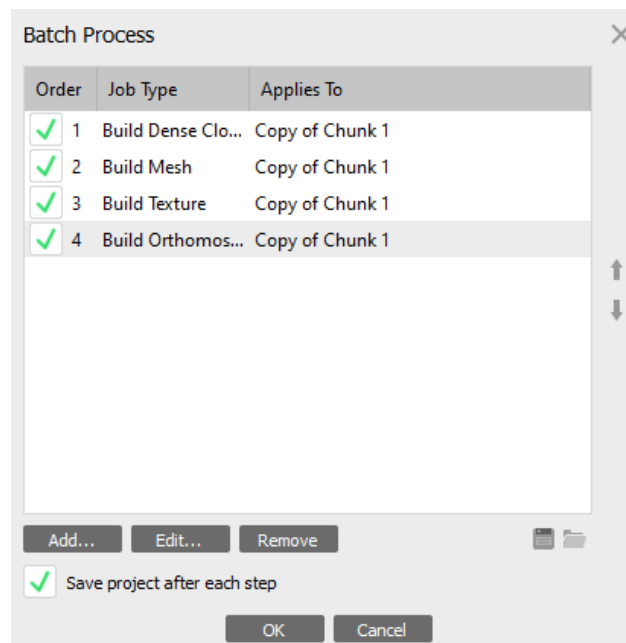 Batch Process
Order Job Type Applies To
1 Build Dense Clo... Copy of Chunk 1
2 Build Mesh Copy of Chunk 1
3 Build Texture Copy of Chunk 1
4 Build Orthomos... Copy of Chunk 1
Add... Edit... Remove
Save project after each step
OK Cancel